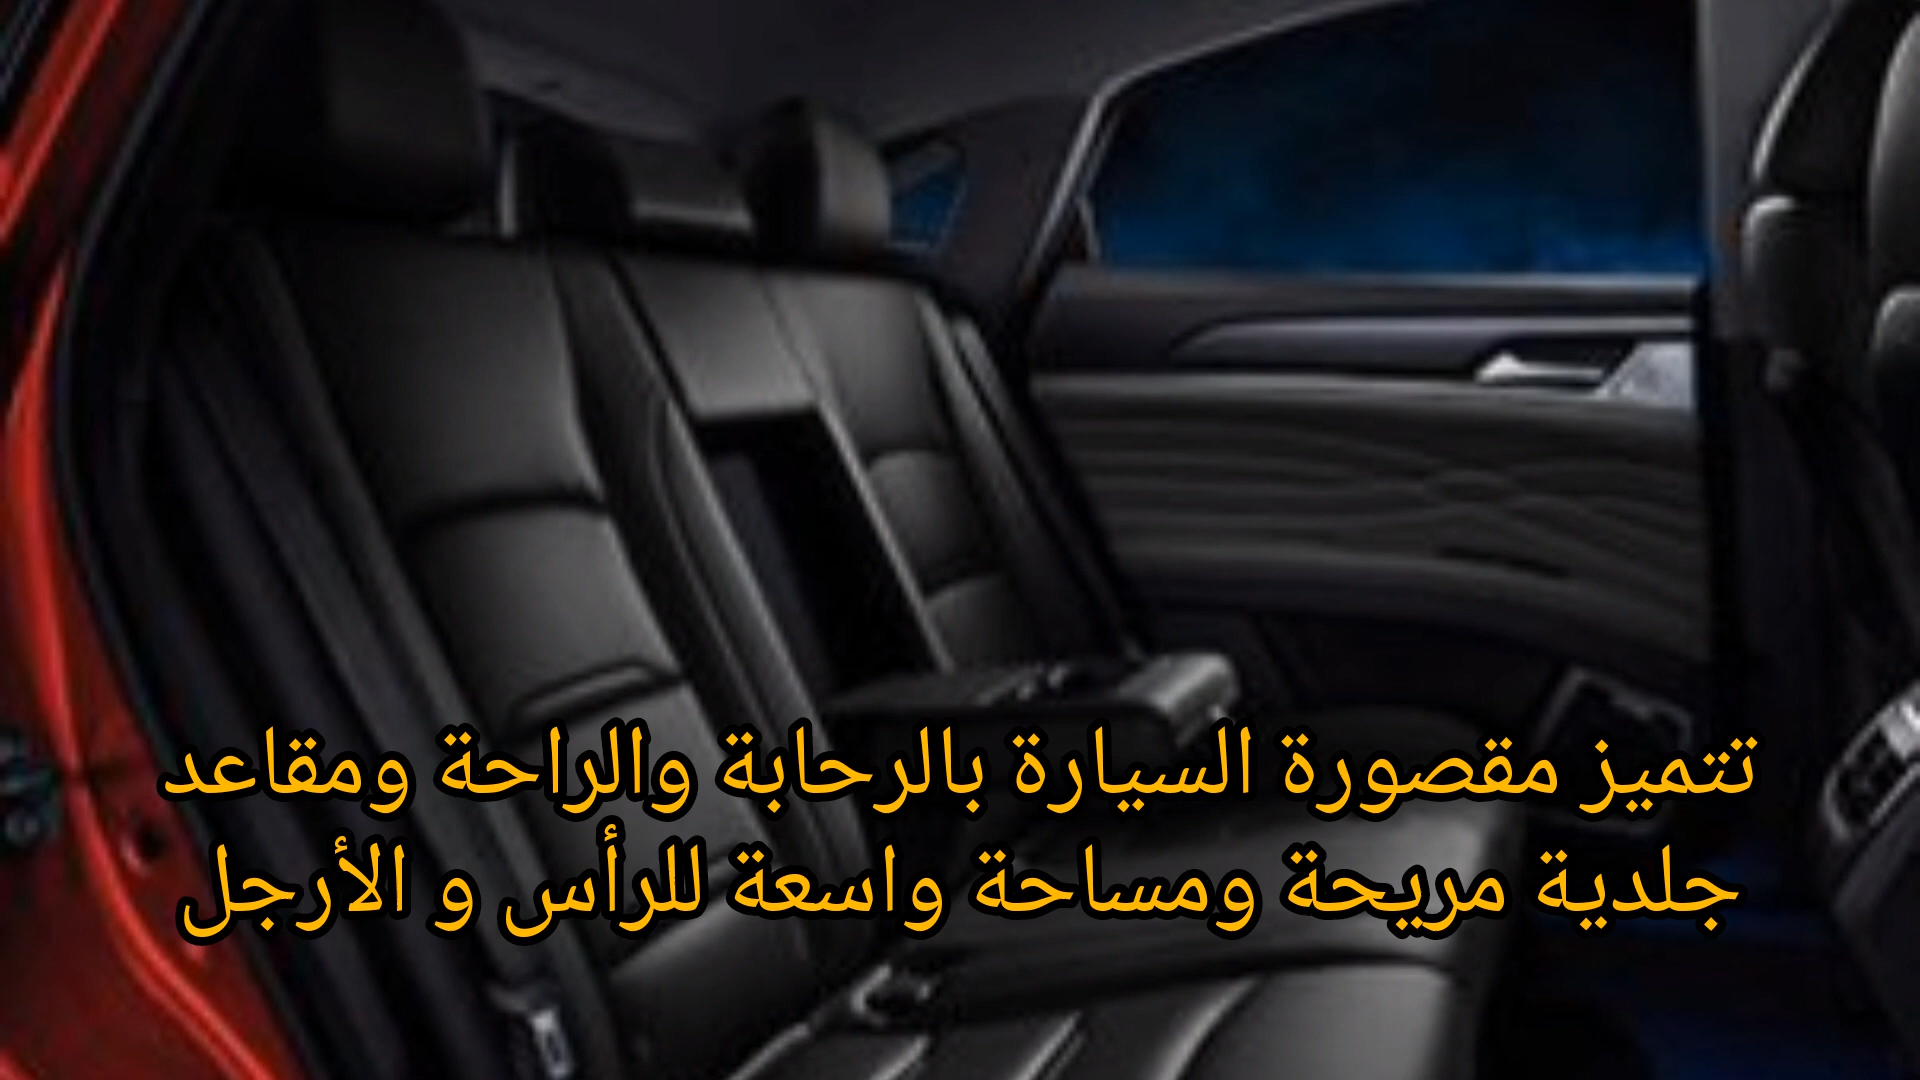 تتميز مقصورة السيارة بالرحابة والراحة ومقاعد
جلدية مريحة ومساحة واسعة للرأس و الأرجل